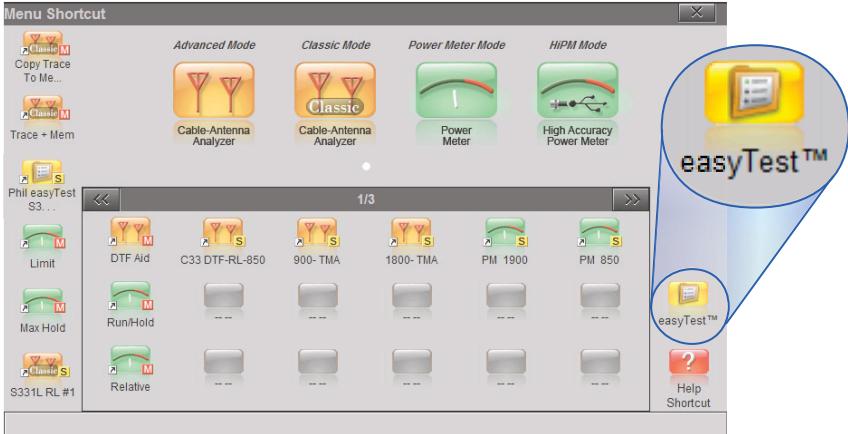 Menu Shortcut
Advanced Mode
Classic Mode
Power Meter Mode
HiPM Mode
Classic M
Copy Trace
To Me...
Classic M
Trace + Mem
S
Phil easyTest
S3. . .
M
Limit
M
Max Hold
Classic S
S331L RL #1
Cable-Antenna
Analyzer
Classic
Cable-Antenna
Analyzer
Power
Meter
High Accuracy
Power Meter
<< 1/3 >>
M
DTF Aid
S
C33 DTF-RL-850
S
900- TMA
S
1800- TMA
S
PM 1900
S
PM 850
M
Run/Hold
-- --
-- --
-- --
-- --
-- --
M
Relative
-- --
-- --
-- --
-- --
-- --
easyTest™
easyTest™
?
Help
Shortcut